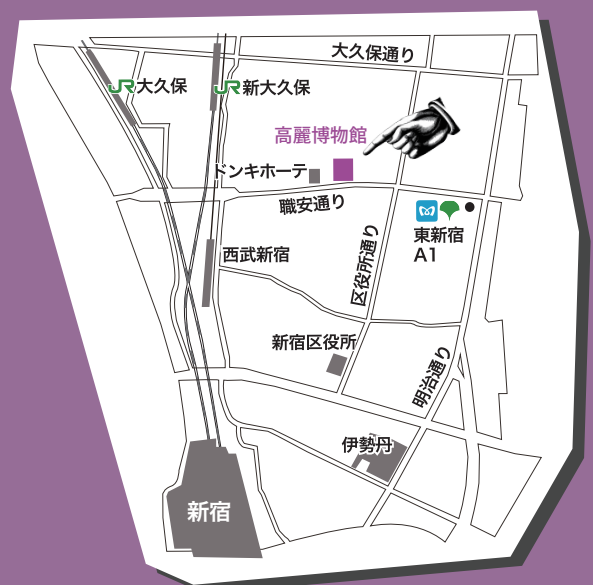 大久保通り
JR大久保
JR新大久保
高麗博物館
ドンキホーテ
職安通り
東新宿
A1
区役所通り
西武新宿
新宿区役所
明治通り
伊勢丹
新宿